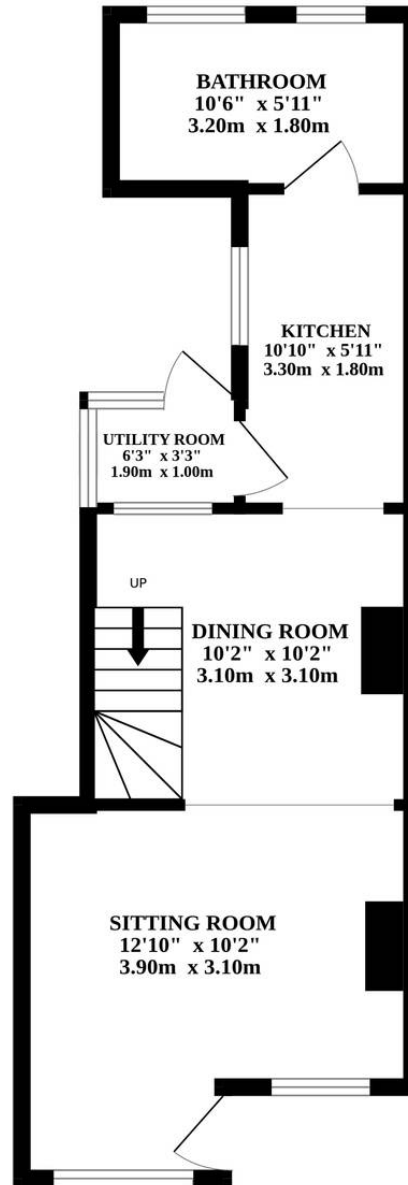 BATHROOM
10'6" x 5'11"
3.20m x 1.80m
KITCHEN
10'10" x 5'11"
3.30m x 1.80m
UTILITY ROOM
6'3" x 3'3"
1.90m x 1.00m
UP
DINING ROOM
10'2" x 10'2"
3.10m x 3.10m
SITTING ROOM
12'10" x 10'2"
3.90m x 3.10m